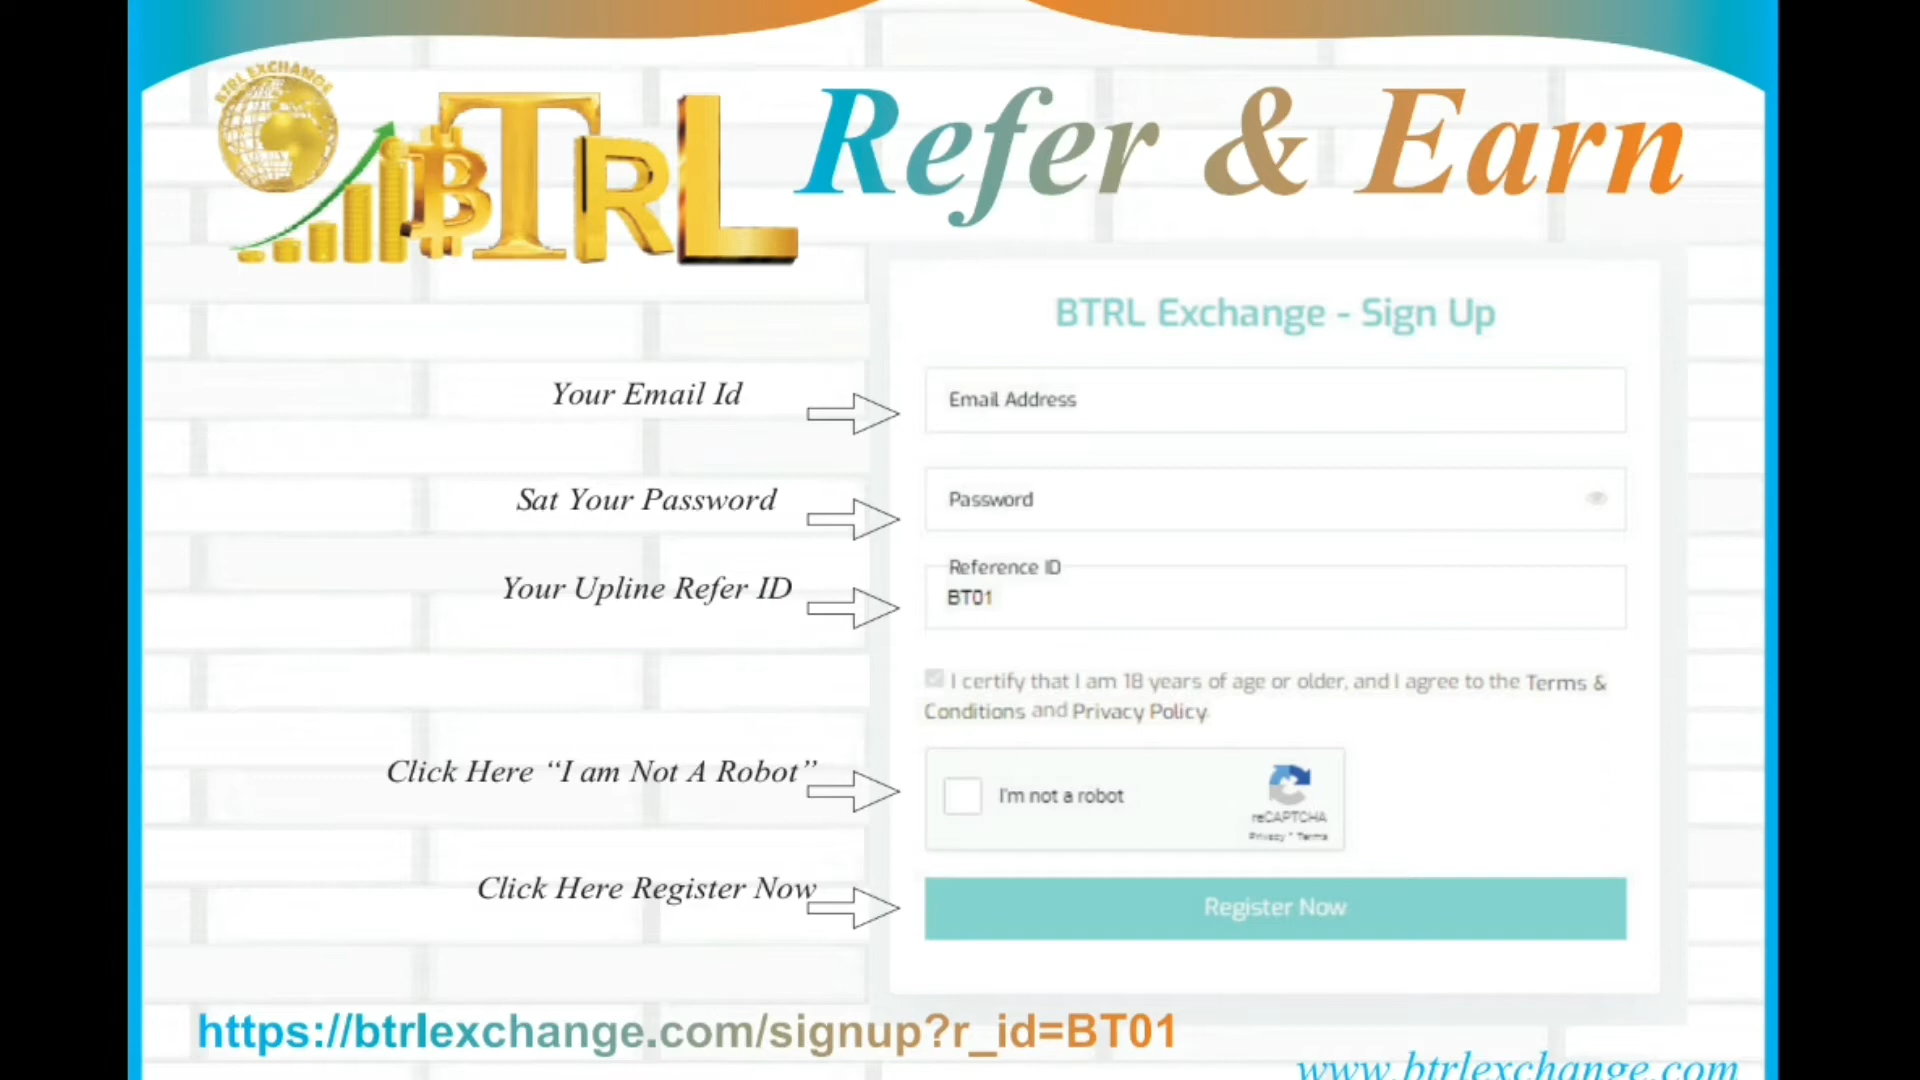 BTRL EXCHANGE
BTRL
Refer & Earn
BTRL Exchange - Sign Up
Your Email Id
Email Address
Sat Your Password
Password
Your Upline Refer ID
Reference ID
BT01
I certify that I am 18 years of age or older, and I agree to the Terms &
Conditions and Privacy Policy.
Click Here “I am Not A Robot”
I'm not a robot
reCAPTCHA
Privacy - Terms
Click Here Register Now
Register Now
https://btrlexchange.com/signup?r_id=BT01
www.btrlexchange.com